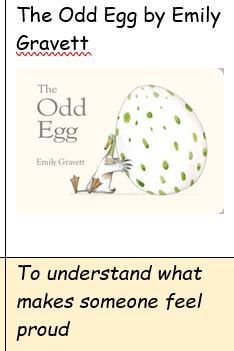 The Odd Egg by Emily
Gravett
The
Odd
Egg
Emily Gravett
To understand what
makes someone feel
proud